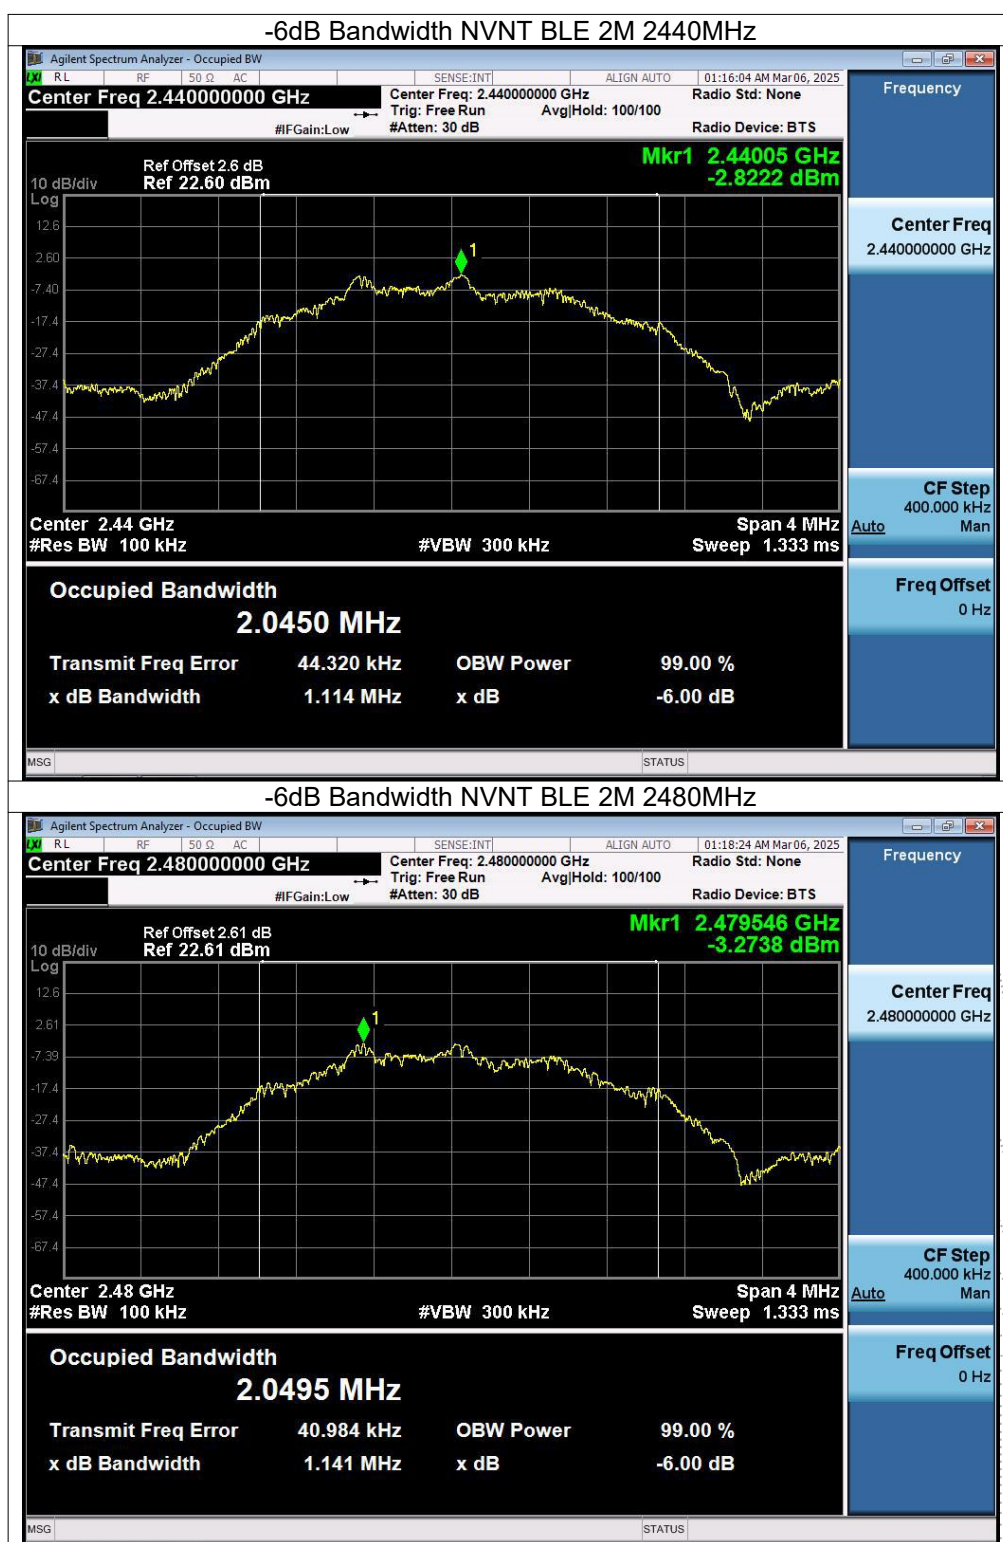 -6dB Bandwidth NVNT BLE 2M 2440MHz
Agilent Spectrum Analyzer - Occupied BW
LXI RL RF 50 Ω AC SENSE:INT ALIGN AUTO 01:16:04 AM Mar 06, 2025
Center Freq 2.440000000 GHz
Center Freq: 2.440000000 GHz
Radio Std: None
Trig: Free Run Avg|Hold: 100/100
#IFGain:Low #Atten: 30 dB Radio Device: BTS
Frequency
Mkr1 2.44005 GHz
-2.8222 dBm
Ref Offset 2.6 dB
10 dB/div Ref 22.60 dBm
Log
12.6
2.60
-7.40
-17.4
-27.4
-37.4
-47.4
-57.4
-67.4
1
Center 2.44 GHz Span 4 MHz
#Res BW 100 kHz #VBW 300 kHz Sweep 1.333 ms
Center Freq
2.440000000 GHz
CF Step
400.000 kHz
Auto Man
Freq Offset
0 Hz
Occupied Bandwidth
2.0450 MHz
Transmit Freq Error 44.320 kHz OBW Power 99.00 %
x dB Bandwidth 1.114 MHz x dB -6.00 dB
MSG STATUS
-6dB Bandwidth NVNT BLE 2M 2480MHz
Agilent Spectrum Analyzer - Occupied BW
LXI RL RF 50 Ω AC SENSE:INT ALIGN AUTO 01:18:24 AM Mar 06, 2025
Center Freq 2.480000000 GHz
Center Freq: 2.480000000 GHz
Radio Std: None
Trig: Free Run Avg|Hold: 100/100
#IFGain:Low #Atten: 30 dB Radio Device: BTS
Frequency
Mkr1 2.479546 GHz
-3.2738 dBm
Ref Offset 2.61 dB
10 dB/div Ref 22.61 dBm
Log
12.6
2.61
-7.39
-17.4
-27.4
-37.4
-47.4
-57.4
-67.4
1
Center 2.48 GHz Span 4 MHz
#Res BW 100 kHz #VBW 300 kHz Sweep 1.333 ms
Center Freq
2.480000000 GHz
CF Step
400.000 kHz
Auto Man
Freq Offset
0 Hz
Occupied Bandwidth
2.0495 MHz
Transmit Freq Error 40.984 kHz OBW Power 99.00 %
x dB Bandwidth 1.141 MHz x dB -6.00 dB
MSG STATUS